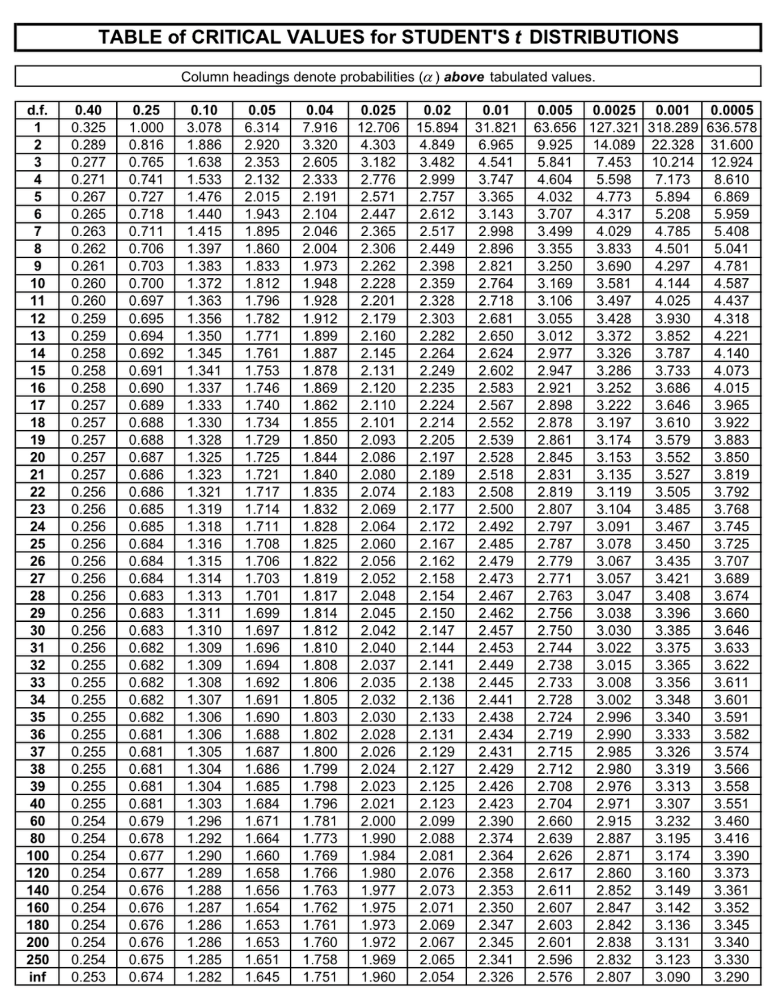 TABLE of CRITICAL VALUES for STUDENT'S t DISTRIBUTIONS
Column headings denote probabilities (α) above tabulated values.
d.f. 0.40 0.25 0.10 0.05 0.04 0.025 0.02 0.01 0.005 0.0025 0.001 0.0005
1 0.325 1.000 3.078 6.314 7.916 12.706 15.894 31.821 63.656 127.321 318.289 636.578
2 0.289 0.816 1.886 2.920 3.320 4.303 4.849 6.965 9.925 14.089 22.328 31.600
3 0.277 0.765 1.638 2.353 2.605 3.182 3.482 4.541 5.841 7.453 10.214 12.924
4 0.271 0.741 1.533 2.132 2.333 2.776 2.999 3.747 4.604 5.598 7.173 8.610
5 0.267 0.727 1.476 2.015 2.191 2.571 2.757 3.365 4.032 4.773 5.894 6.869
6 0.265 0.718 1.440 1.943 2.104 2.447 2.612 3.143 3.707 4.317 5.208 5.959
7 0.263 0.711 1.415 1.895 2.046 2.365 2.517 2.998 3.499 4.029 4.785 5.408
8 0.262 0.706 1.397 1.860 2.004 2.306 2.449 2.896 3.355 3.833 4.501 5.041
9 0.261 0.703 1.383 1.833 1.973 2.262 2.398 2.821 3.250 3.690 4.297 4.781
10 0.260 0.700 1.372 1.812 1.948 2.228 2.359 2.764 3.169 3.581 4.144 4.587
11 0.260 0.697 1.363 1.796 1.928 2.201 2.328 2.718 3.106 3.497 4.025 4.437
12 0.259 0.695 1.356 1.782 1.912 2.179 2.303 2.681 3.055 3.428 3.930 4.318
13 0.259 0.694 1.350 1.771 1.899 2.160 2.282 2.650 3.012 3.372 3.852 4.221
14 0.258 0.692 1.345 1.761 1.887 2.145 2.264 2.624 2.977 3.326 3.787 4.140
15 0.258 0.691 1.341 1.753 1.878 2.131 2.249 2.602 2.947 3.286 3.733 4.073
16 0.258 0.690 1.337 1.746 1.869 2.120 2.235 2.583 2.921 3.252 3.686 4.015
17 0.257 0.689 1.333 1.740 1.862 2.110 2.224 2.567 2.898 3.222 3.646 3.965
18 0.257 0.688 1.330 1.734 1.855 2.101 2.214 2.552 2.878 3.197 3.610 3.922
19 0.257 0.688 1.328 1.729 1.850 2.093 2.205 2.539 2.861 3.174 3.579 3.883
20 0.257 0.687 1.325 1.725 1.844 2.086 2.197 2.528 2.845 3.153 3.552 3.850
21 0.257 0.686 1.323 1.721 1.840 2.080 2.189 2.518 2.831 3.135 3.527 3.819
22 0.256 0.686 1.321 1.717 1.835 2.074 2.183 2.508 2.819 3.119 3.505 3.792
23 0.256 0.685 1.319 1.714 1.832 2.069 2.177 2.500 2.807 3.104 3.485 3.768
24 0.256 0.685 1.318 1.711 1.828 2.064 2.172 2.492 2.797 3.091 3.467 3.745
25 0.256 0.684 1.316 1.708 1.825 2.060 2.167 2.485 2.787 3.078 3.450 3.725
26 0.256 0.684 1.315 1.706 1.822 2.056 2.162 2.479 2.779 3.067 3.435 3.707
27 0.256 0.684 1.314 1.703 1.819 2.052 2.158 2.473 2.771 3.057 3.421 3.689
28 0.256 0.683 1.313 1.701 1.817 2.048 2.154 2.467 2.763 3.047 3.408 3.674
29 0.256 0.683 1.311 1.699 1.814 2.045 2.150 2.462 2.756 3.038 3.396 3.660
30 0.256 0.683 1.310 1.697 1.812 2.042 2.147 2.457 2.750 3.030 3.385 3.646
31 0.256 0.682 1.309 1.696 1.810 2.040 2.144 2.453 2.744 3.022 3.375 3.633
32 0.255 0.682 1.309 1.694 1.808 2.037 2.141 2.449 2.738 3.015 3.365 3.622
33 0.255 0.682 1.308 1.692 1.806 2.035 2.138 2.445 2.733 3.008 3.356 3.611
34 0.255 0.682 1.307 1.691 1.805 2.032 2.136 2.441 2.728 3.002 3.348 3.601
35 0.255 0.682 1.306 1.690 1.803 2.030 2.133 2.438 2.724 2.996 3.340 3.591
36 0.255 0.681 1.306 1.688 1.802 2.028 2.131 2.434 2.719 2.990 3.333 3.582
37 0.255 0.681 1.305 1.687 1.800 2.026 2.129 2.431 2.715 2.985 3.326 3.574
38 0.255 0.681 1.304 1.686 1.799 2.024 2.127 2.429 2.712 2.980 3.319 3.566
39 0.255 0.681 1.304 1.685 1.798 2.023 2.125 2.426 2.708 2.976 3.313 3.558
40 0.255 0.681 1.303 1.684 1.796 2.021 2.123 2.423 2.704 2.971 3.307 3.551
60 0.254 0.679 1.296 1.671 1.781 2.000 2.099 2.390 2.660 2.915 3.232 3.460
80 0.254 0.678 1.292 1.664 1.773 1.990 2.088 2.374 2.639 2.887 3.195 3.416
100 0.254 0.677 1.290 1.660 1.769 1.984 2.081 2.364 2.626 2.871 3.174 3.390
120 0.254 0.677 1.289 1.658 1.766 1.980 2.076 2.358 2.617 2.860 3.160 3.373
140 0.254 0.676 1.288 1.656 1.763 1.977 2.073 2.353 2.611 2.852 3.149 3.361
160 0.254 0.676 1.287 1.654 1.762 1.975 2.071 2.350 2.607 2.847 3.142 3.352
180 0.254 0.676 1.286 1.653 1.761 1.973 2.069 2.347 2.603 2.842 3.136 3.345
200 0.254 0.676 1.286 1.653 1.760 1.972 2.067 2.345 2.601 2.838 3.131 3.340
250 0.254 0.675 1.285 1.651 1.758 1.969 2.065 2.341 2.596 2.832 3.123 3.330
inf 0.253 0.674 1.282 1.645 1.751 1.960 2.054 2.326 2.576 2.807 3.090 3.290